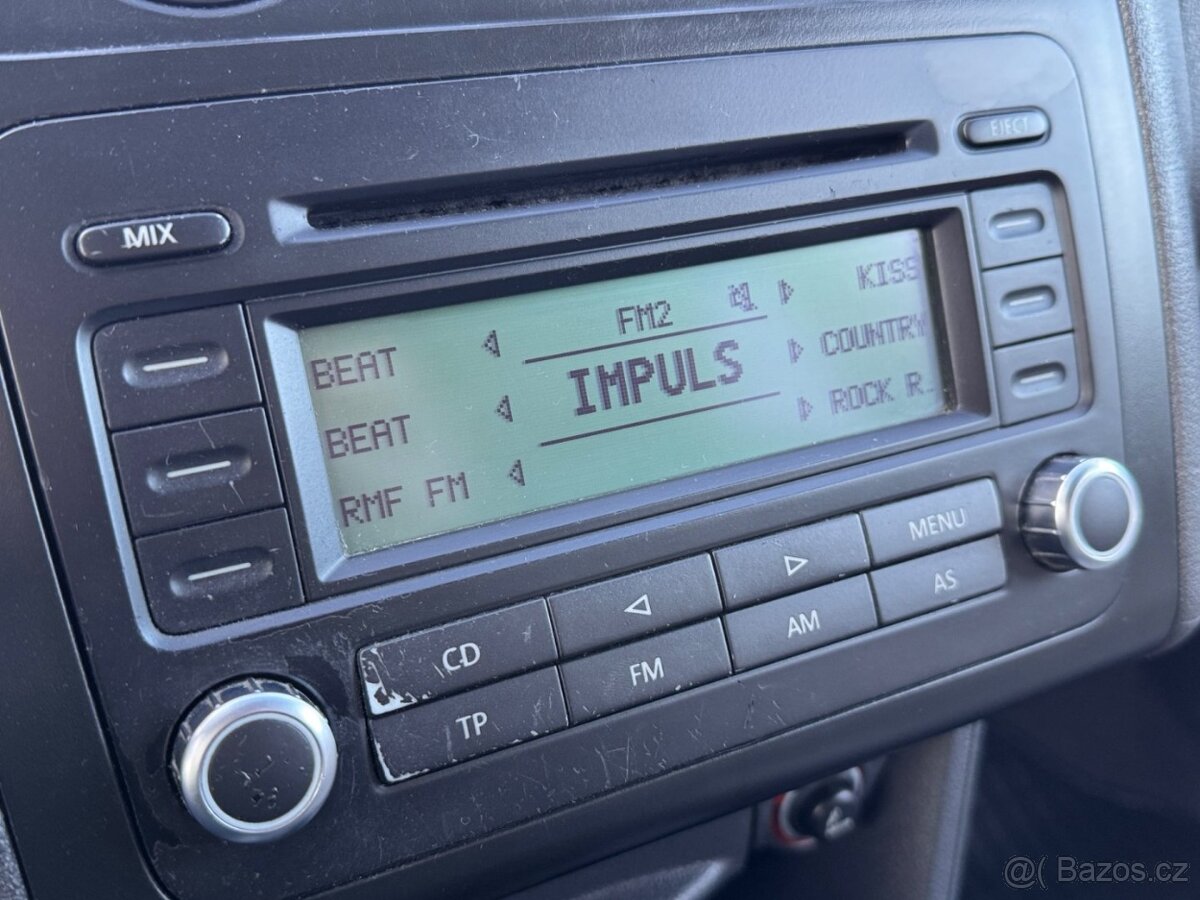 EJECT
MIX
FM2
KISS
BEAT
IMPULS
COUNTRY
BEAT
ROCK R.
RMF FM
MENU
CD
AS
TP
FM
AM
@( Bazos.cz